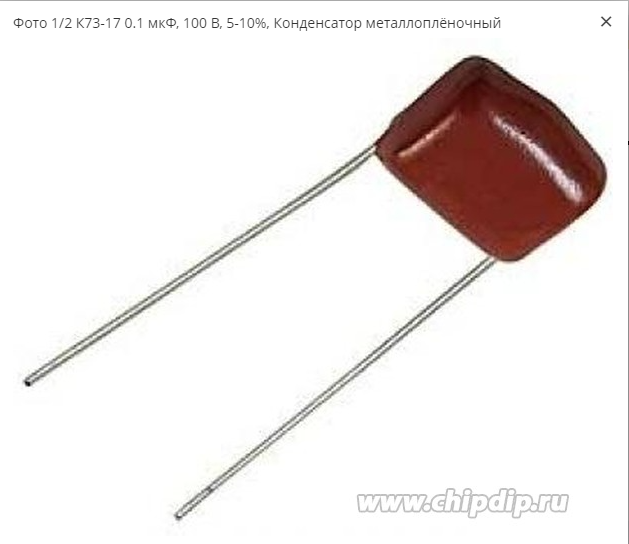 Фото 1/2 К73-17 0.1 мкФ, 100 В, 5-10%, Конденсатор металлоплёночный
www.chipdip.ru